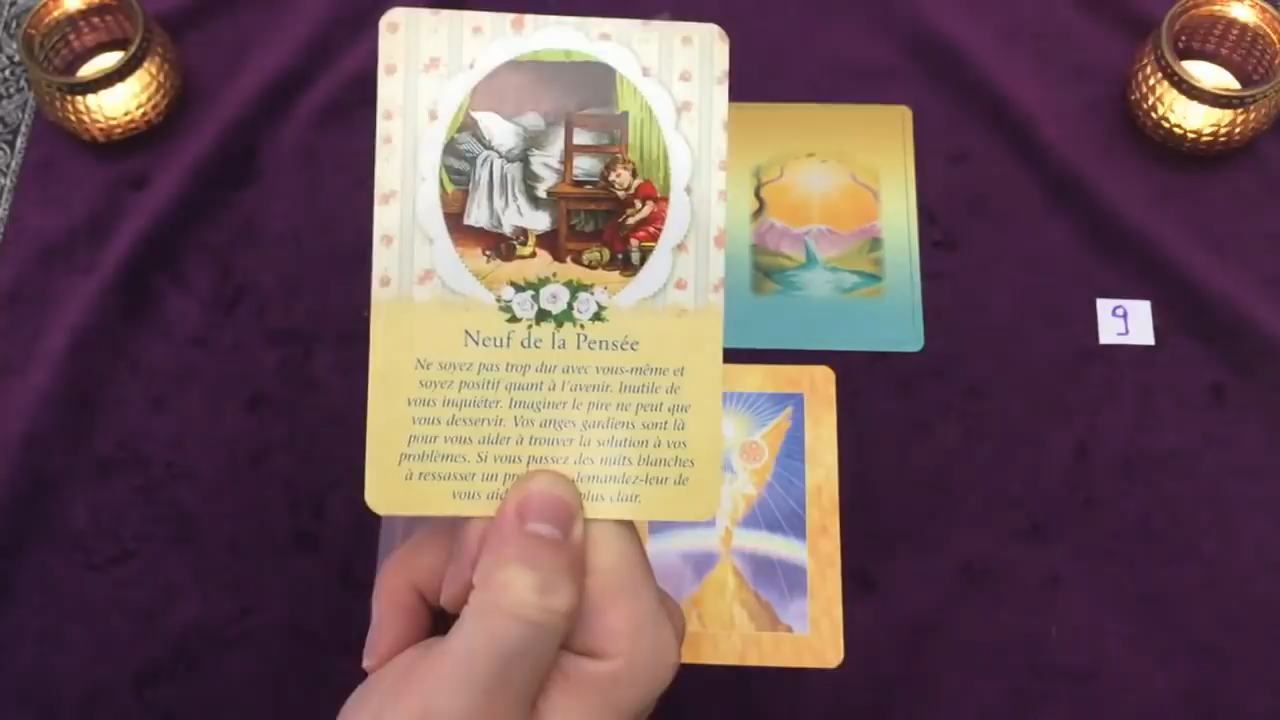 Neuf de la Pensée
Ne soyez pas trop dur avec vous-même et
soyez positif quant à l'avenir. Inutile de
vous inquiéter. Imaginer le pire ne peut que
vous desservir. Vos anges gardiens sont là
pour vous aider à trouver la solution à vos
problèmes. Si vous passez des nuits blanches
à ressasser un demandez-leur de
vous plus clair.
9